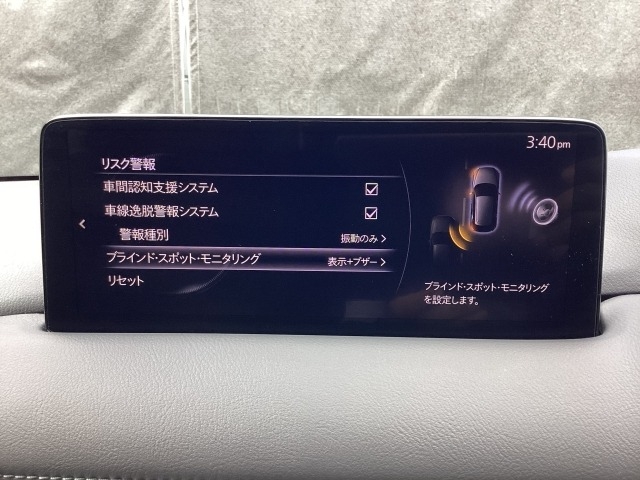 3:40 pm
リスク警報
車間認知支援システム
車線逸脱警報システム
警報種別 振動のみ
ブラインド・スポット・モニタリング 表示+ブザー
リセット
ブラインド・スポット・モニタリング
を設定します。